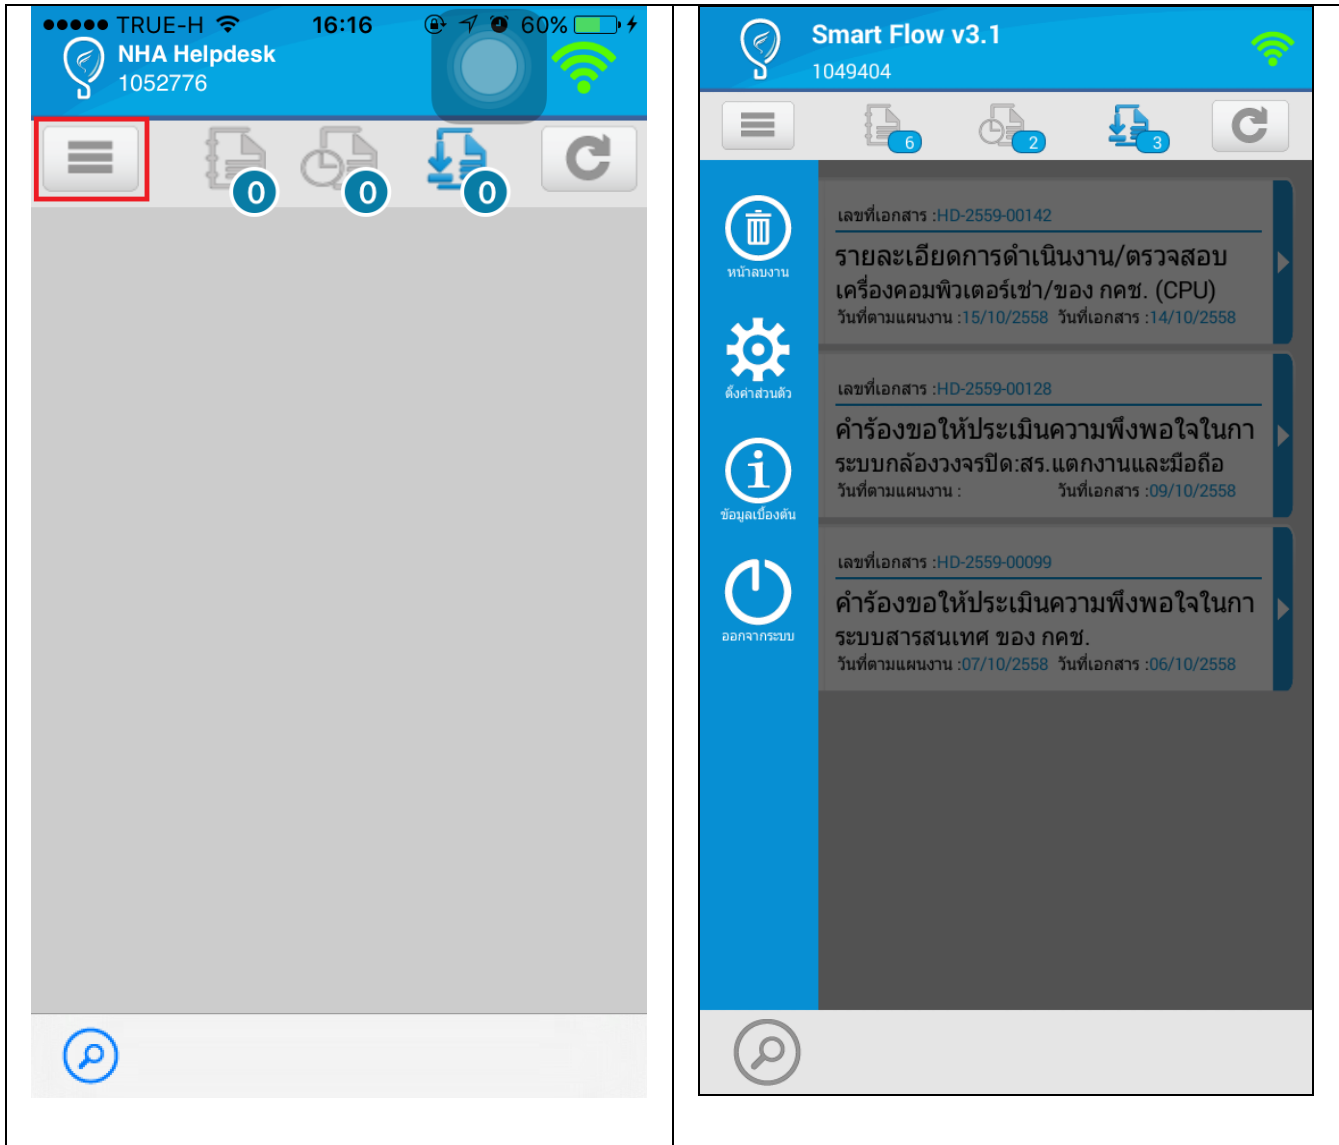 TRUE-H 16:16 60%
NHA Helpdesk
1052776
0 0 0
Smart Flow v3.1
1049404
6 2 3
หน้าลบงาน
ตั้งค่าส่วนตัว
ข้อมูลเบื้องต้น
ออกจากระบบ
เลขที่เอกสาร :HD-2559-00142
รายละเอียดการดำเนินงาน/ตรวจสอบ
เครื่องคอมพิวเตอร์เช่า/ของ กคช. (CPU)
วันที่ตามแผนงาน :15/10/2558 วันที่เอกสาร :14/10/2558
เลขที่เอกสาร :HD-2559-00128
คำร้องขอให้ประเมินความพึงพอใจในกา
ระบบกล้องวงจรปิด:สร.แตกงานและมือถือ
วันที่ตามแผนงาน : วันที่เอกสาร :09/10/2558
เลขที่เอกสาร :HD-2559-00099
คำร้องขอให้ประเมินความพึงพอใจในกา
ระบบสารสนเทศ ของ กคช.
วันที่ตามแผนงาน :07/10/2558 วันที่เอกสาร :06/10/2558